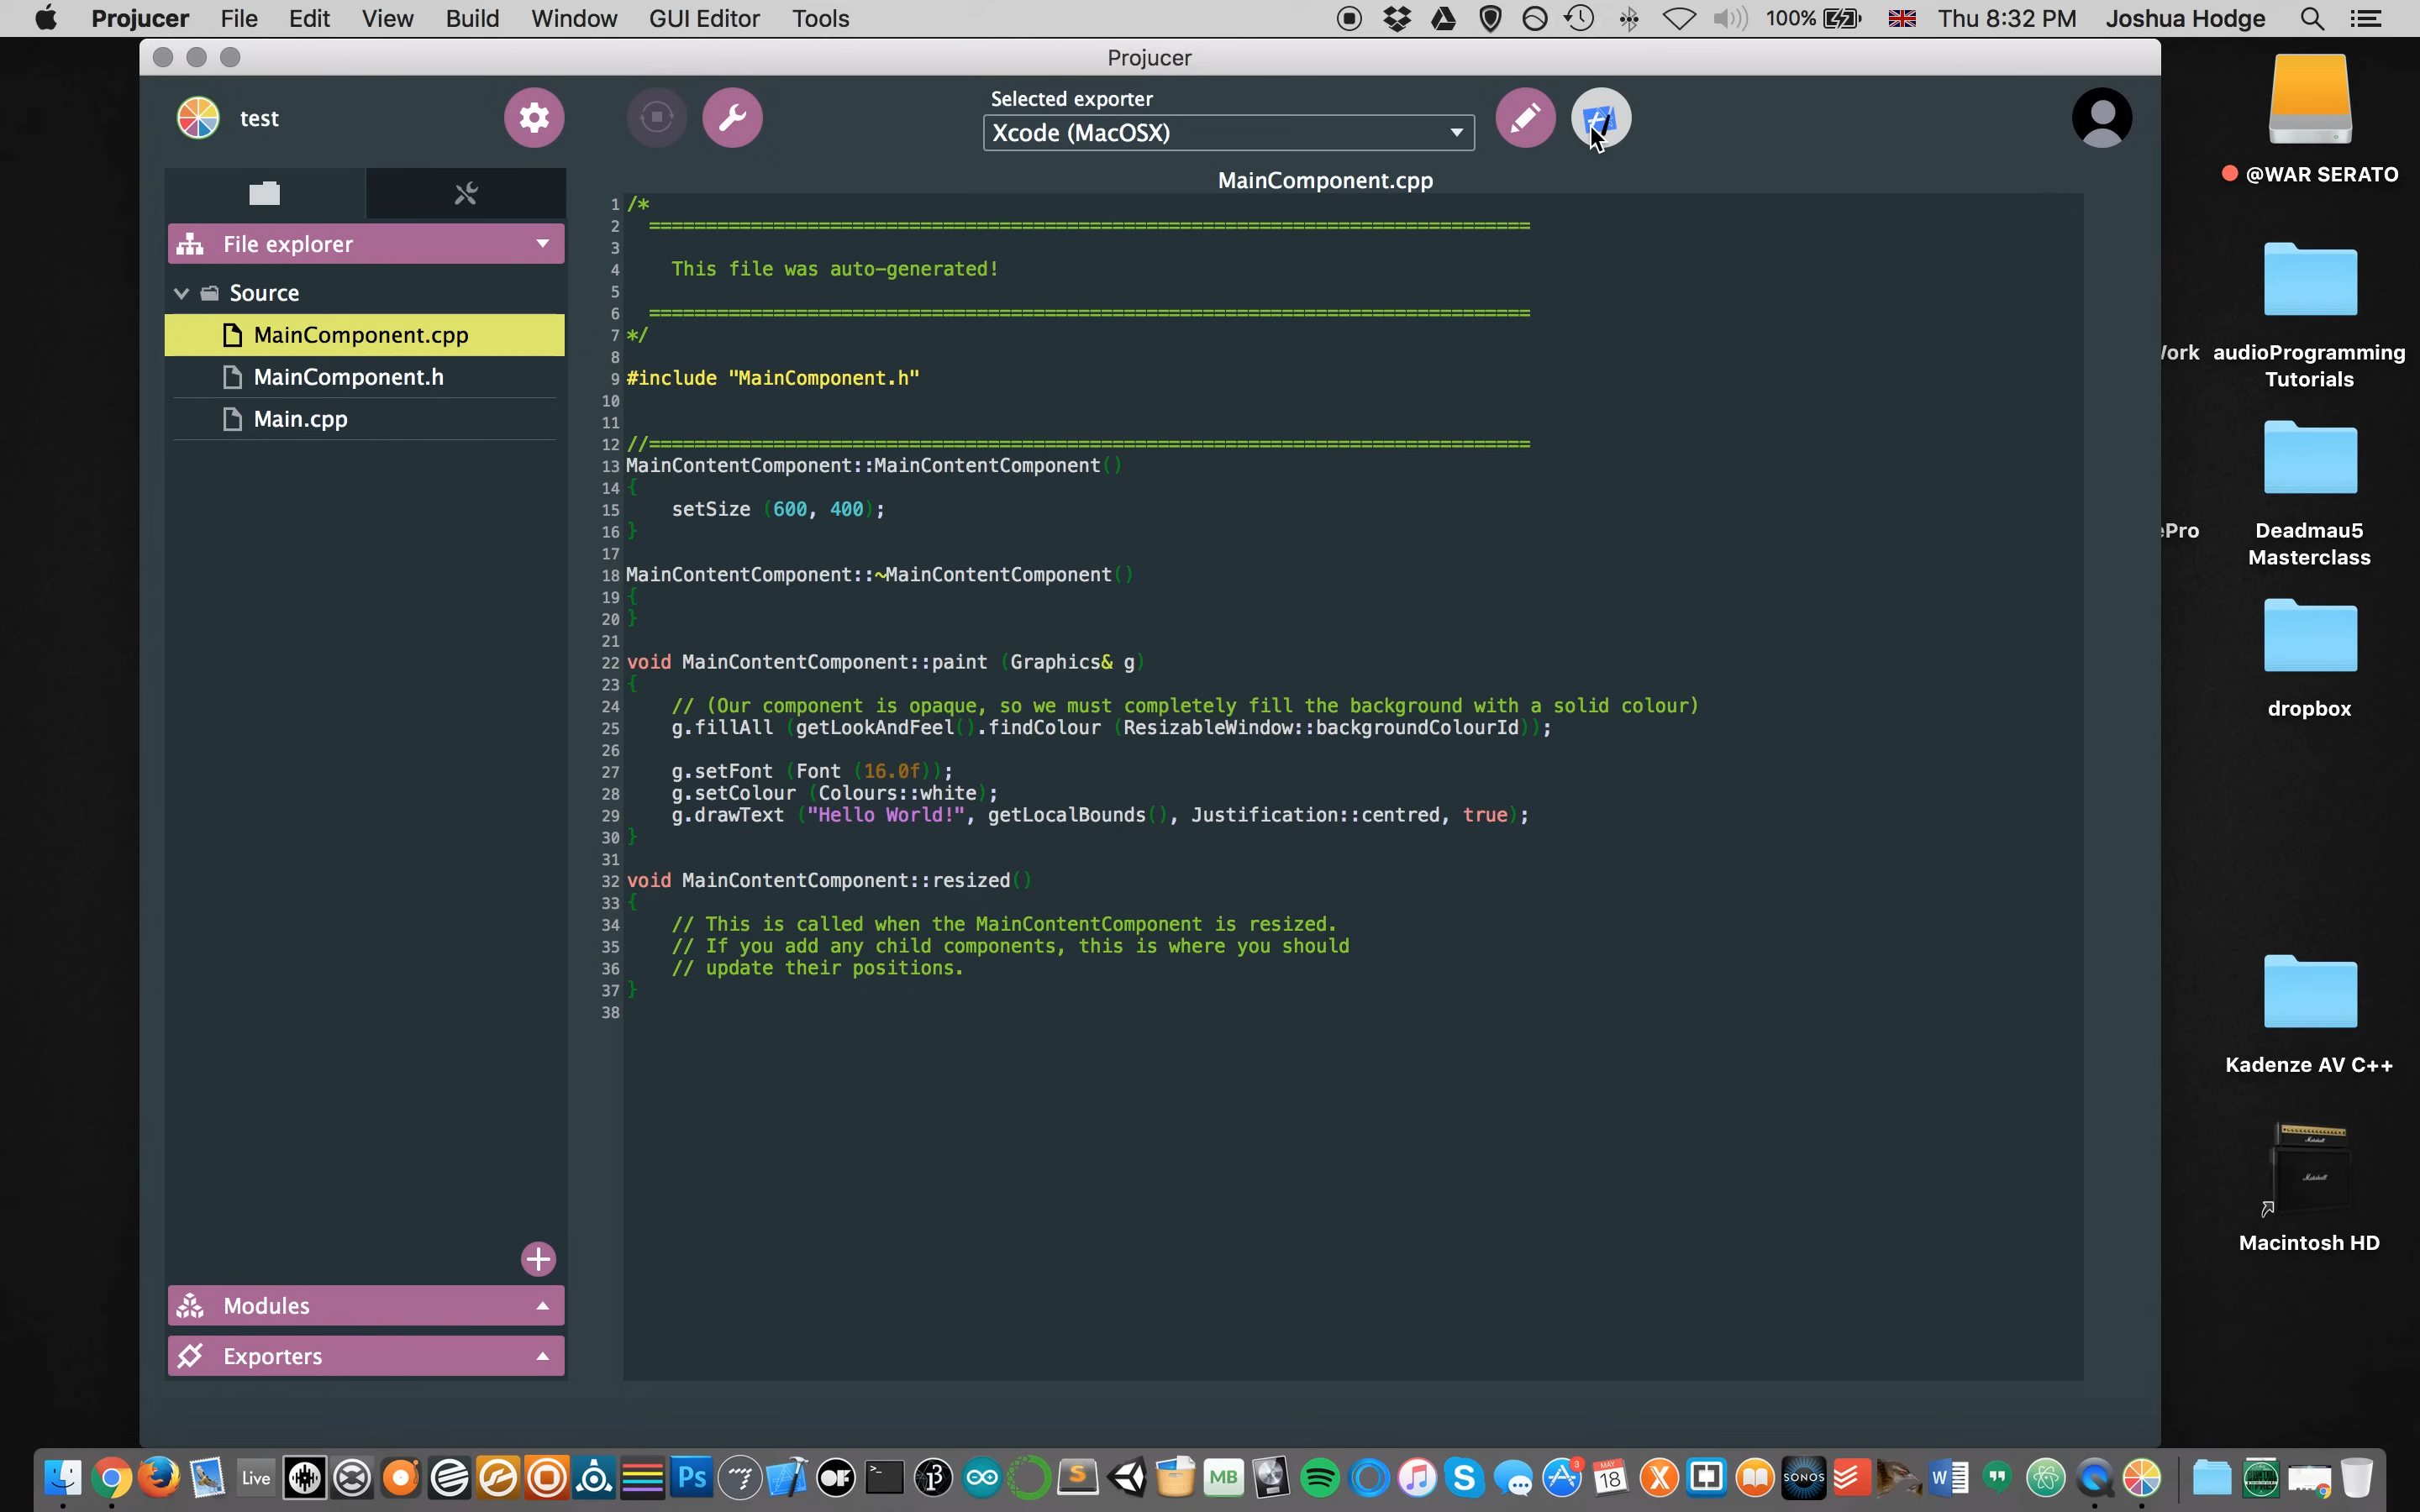 Projucer File Edit View Build Window GUI Editor Tools 100% Thu 8:32 PM Joshua Hodge
Projucer
test
Selected exporter
Xcode (MacOSX)
MainComponent.cpp
File explorer
Source
MainComponent.cpp
MainComponent.h
Main.cpp
Modules
Exporters
1 /*
2 ==============================================================================
3
4 This file was auto-generated!
5
6 ==============================================================================
7 */
8
9 #include "MainComponent.h"
10
11
12 //==============================================================================
13 MainContentComponent::MainContentComponent()
14 {
15 setSize (600, 400);
16 }
17
18 MainContentComponent::~MainContentComponent()
19 {
20 }
21
22 void MainContentComponent::paint (Graphics& g)
23 {
24 // (Our component is opaque, so we must completely fill the background with a solid colour)
25 g.fillAll (getLookAndFeel().findColour (ResizableWindow::backgroundColourId));
26
27 g.setFont (Font (16.0f));
28 g.setColour (Colours::white);
29 g.drawText ("Hello World!", getLocalBounds(), Justification::centred, true);
30 }
31
32 void MainContentComponent::resized()
33 {
34 // This is called when the MainContentComponent is resized.
35 // If you add any child components, this is where you should
36 // update their positions.
37 }
38
@WAR SERATO
audioProgramming
Tutorials
ePro
Deadmau5
Masterclass
dropbox
Kadenze AV C++
Marshall
Macintosh HD
Live
Ps
MB
S
3
MAY
18
SONOS
W